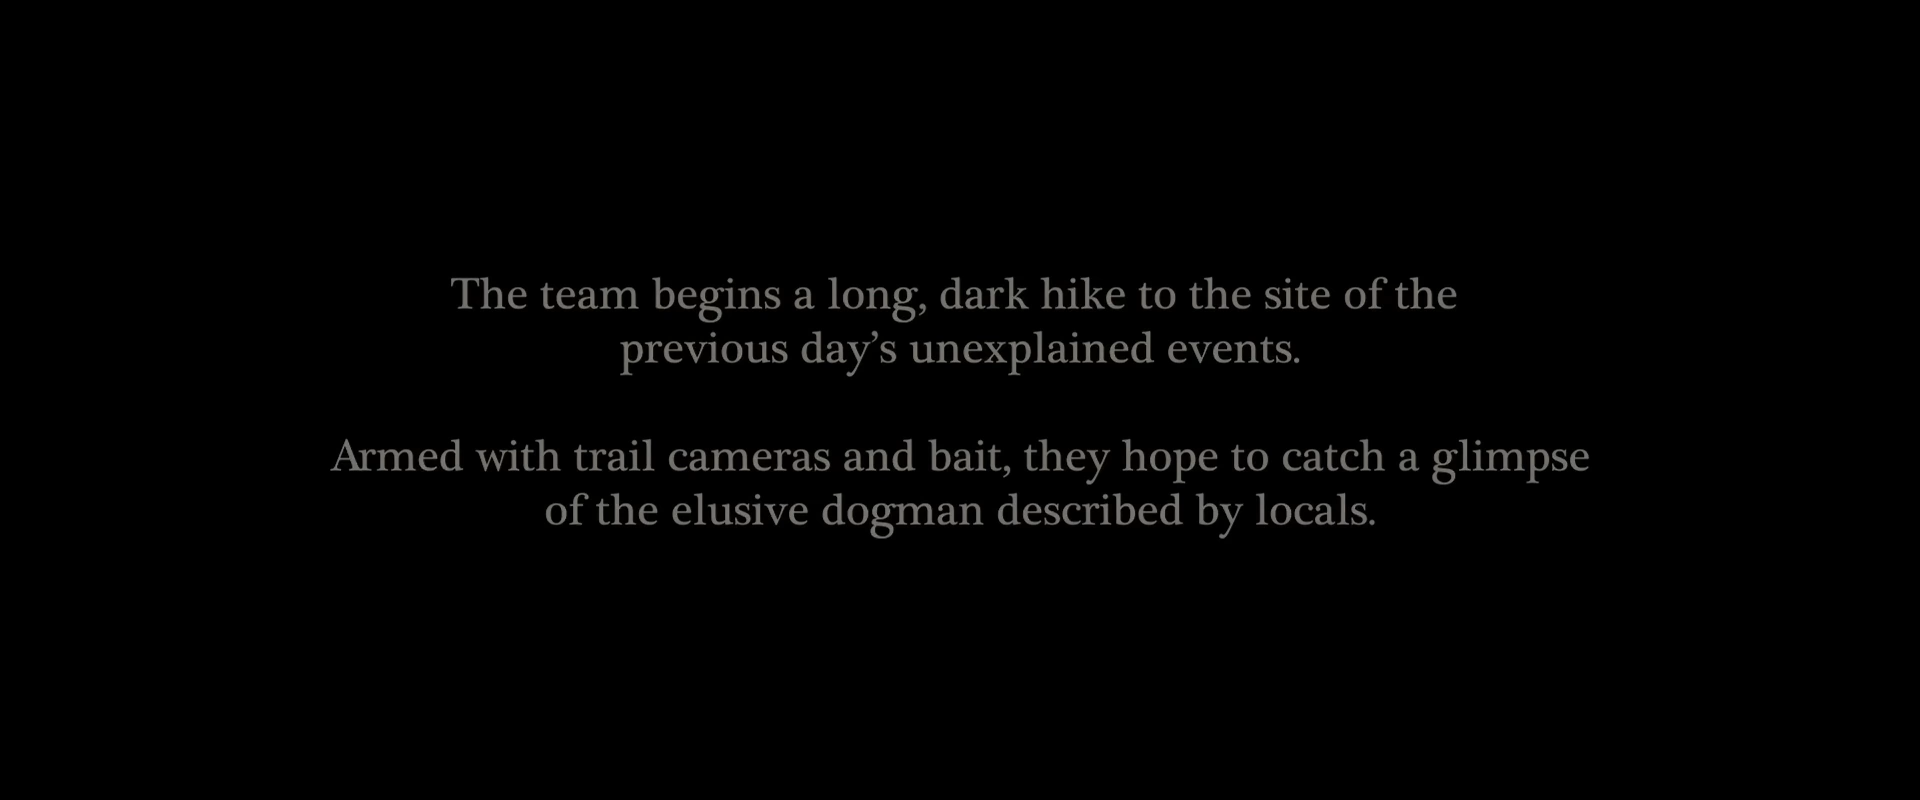 The team begins a long, dark hike to the site of the
previous day’s unexplained events.
Armed with trail cameras and bait, they hope to catch a glimpse
of the elusive dogman described by locals.